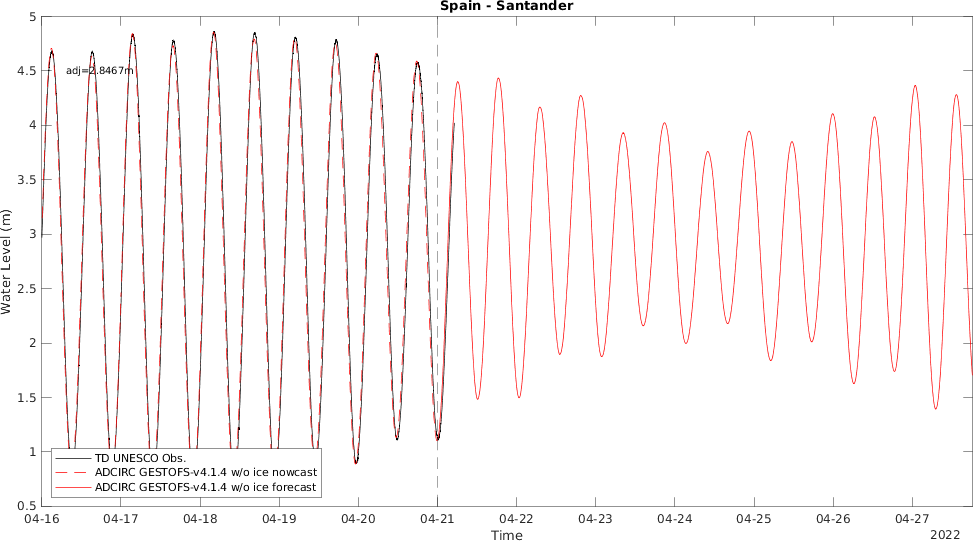 Spain - Santander
5
4.5
4
3.5
3
2.5
2
1.5
1
0.5
Water Level (m)
adj=2.8467m
TD UNESCO Obs.
ADCIRC GESTOFS-v4.1.4 w/o ice nowcast
ADCIRC GESTOFS-v4.1.4 w/o ice forecast
04-16 04-17 04-18 04-19 04-20 04-21 04-22 04-23 04-24 04-25 04-26 04-27
Time
2022